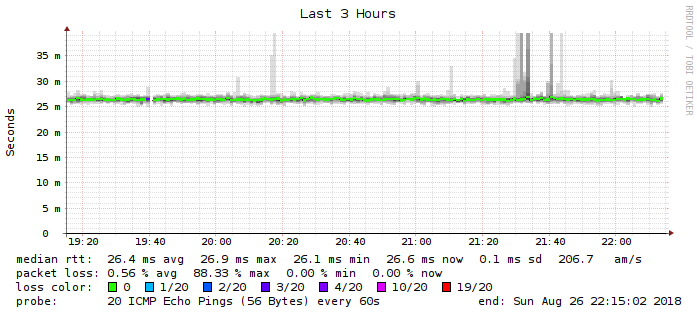 Last 3 Hours
RRDTOOL / TOBI OETIKER
Seconds
35 m
30 m
25 m
20 m
15 m
10 m
5 m
0
19:20 19:40 20:00 20:20 20:40 21:00 21:20 21:40 22:00
median rtt: 26.4 ms avg 26.9 ms max 26.1 ms min 26.6 ms now 0.1 ms sd 206.7 am/s
packet loss: 0.56 % avg 88.33 % max 0.00 % min 0.00 % now
loss color: 0 1/20 2/20 3/20 4/20 10/20 19/20
probe: 20 ICMP Echo Pings (56 Bytes) every 60s end: Sun Aug 26 22:15:02 2018